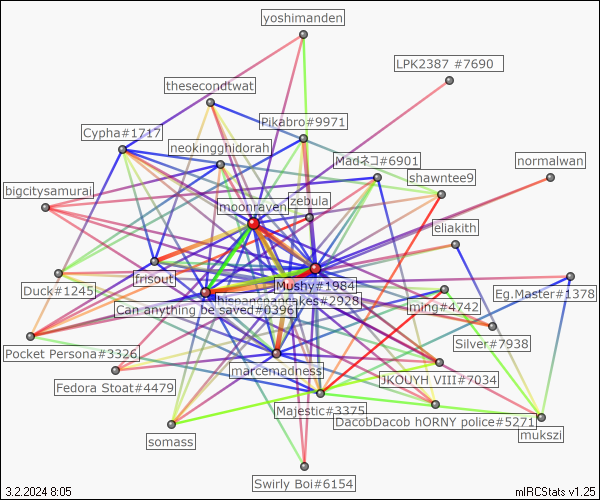 yoshimanden
LPK2387 #7690
thesecondtwat
Pikabro#9971
Cypha#1717
neokingghidorah
Madネコ#6901
normalwan
shawntee9
bigcitysamurai
zebula
moonraven
eliakith
frisout
Mushy#1984
Duck#1245
Eg.Master#1378
hispanicpancakes#2928
Can anything be saved#0396
ming#4742
Silver#7938
Pocket Persona#3326
marcemadness
JKOUYH VIII#7034
Fedora Stoat#4479
Majestic#3375
DacobDacob hORNY police#5271
mukszi
somass
Swirly Boi#6154
3.2.2024 8:05
mIRCStats v1.25